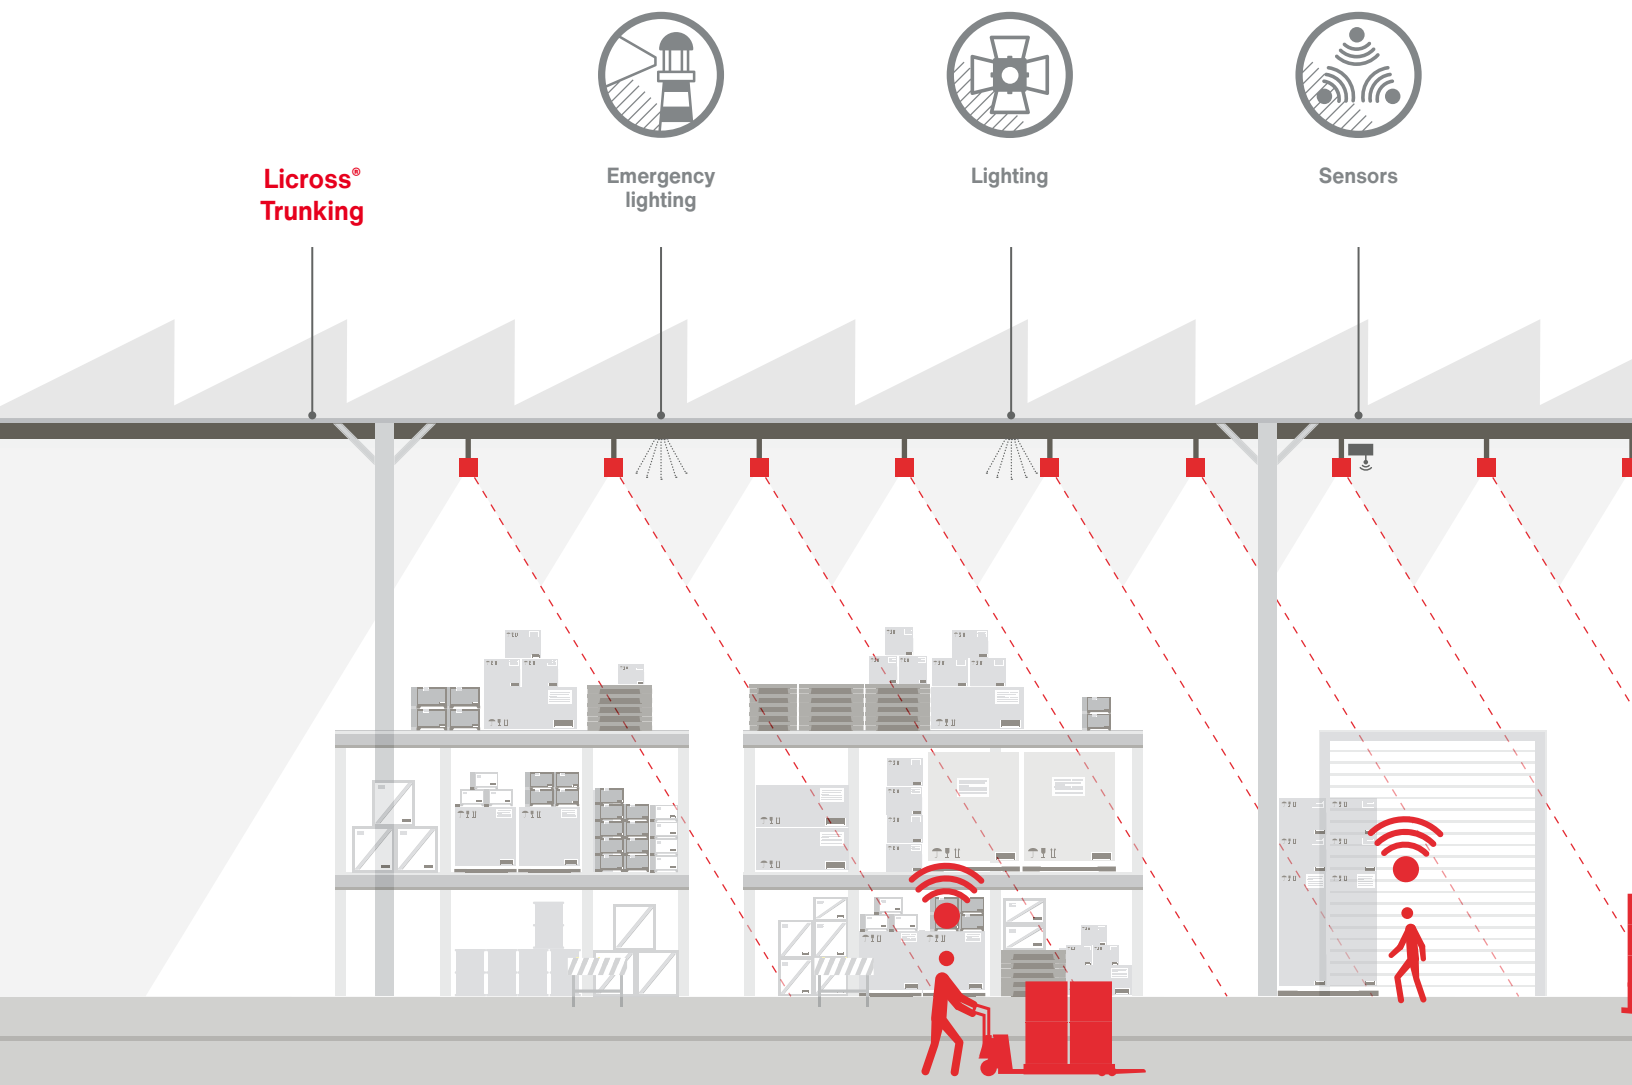 Licross®
Trunking
Emergency
lighting
Lighting
Sensors